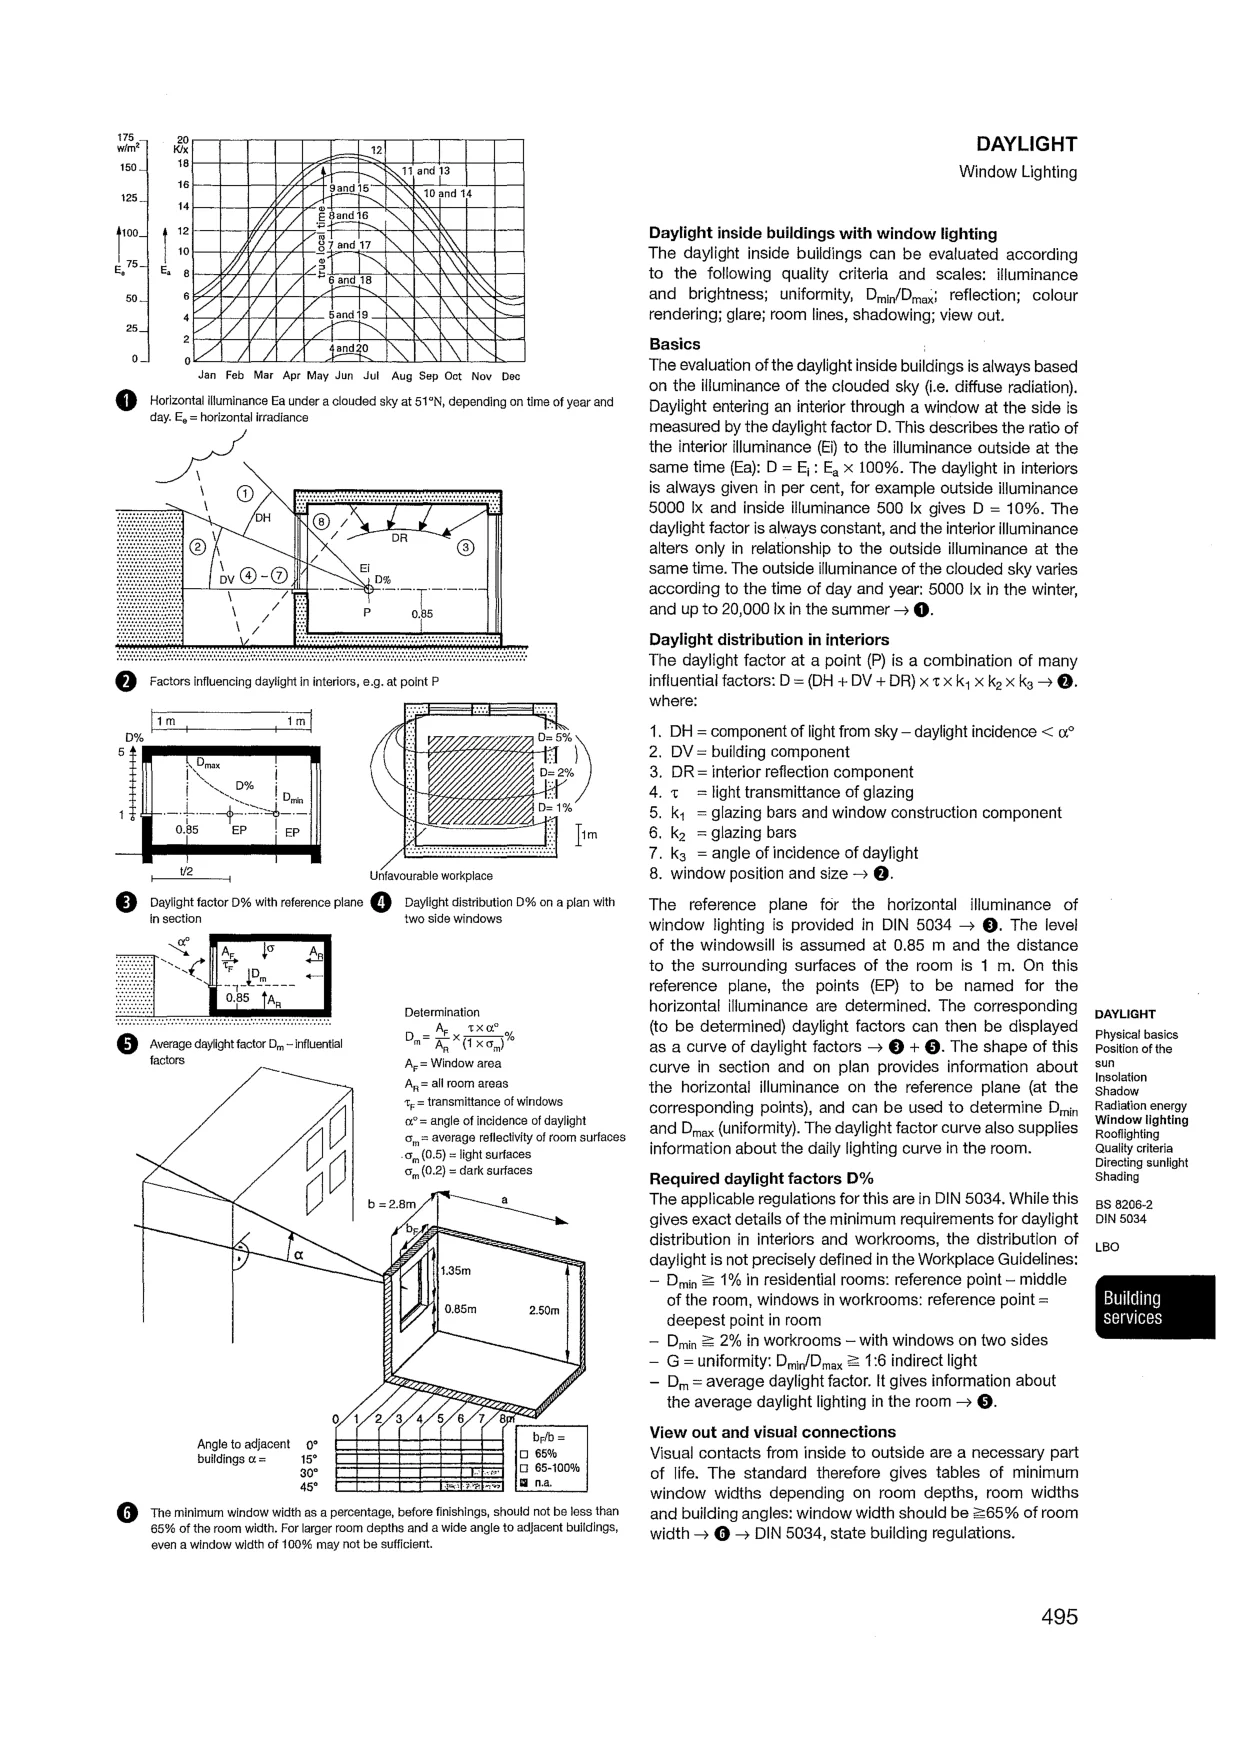 DAYLIGHT
Window Lighting
175
w/m²
150
125
100
75
Eₑ
50
25
0
20
Klx
18
16
14
12
10
Eₐ
8
6
4
2
0
12
11 and 13
10 and 14
9 and 15
8 and 16
7 and 17
6 and 18
5 and 19
4 and 20
true local time
Jan Feb Mar Apr May Jun Jul Aug Sep Oct Nov Dec
1 Horizontal illuminance Ea under a clouded sky at 51°N, depending on time of year and
day. Eₑ = horizontal irradiance
1
DH
2
DV 4 – 7
8
DR
3
Ei
D%
P
0.85
2 Factors influencing daylight in interiors, e.g. at point P
1 m
1 m
D%
5
1
Dmax
D%
Dmin
0.85
EP
EP
t/2
3 Daylight factor D% with reference plane
in section
D= 5%
D= 2%
D= 1%
1m
Unfavourable workplace
4 Daylight distribution D% on a plan with
two side windows
α°
AF
τF
σ
AR
Dm
0.85
AR
5 Average daylight factor Dm – influential
factors
Determination
Dm = AF/AR × τ x α°/(1 x σm) %
AF = Window area
AR = all room areas
τF = transmittance of windows
α° = angle of incidence of daylight
σm = average reflectivity of room surfaces
σm (0.5) = light surfaces
σm (0.2) = dark surfaces
b = 2.8m
a
bF
α
1.35m
0.85m
2.50m
0 1 2 3 4 5 6 7 8m
Angle to adjacent 0°
buildings α = 15°
30°
45°
bF/b =
□ 65%
□ 65-100%
n.a.
6 The minimum window width as a percentage, before finishings, should not be less than
65% of the room width. For larger room depths and a wide angle to adjacent buildings,
even a window width of 100% may not be sufficient.
Daylight inside buildings with window lighting
The daylight inside buildings can be evaluated according
to the following quality criteria and scales: illuminance
and brightness; uniformity, Dmin/Dmax; reflection; colour
rendering; glare; room lines, shadowing; view out.
Basics
The evaluation of the daylight inside buildings is always based
on the illuminance of the clouded sky (i.e. diffuse radiation).
Daylight entering an interior through a window at the side is
measured by the daylight factor D. This describes the ratio of
the interior illuminance (Ei) to the illuminance outside at the
same time (Ea): D = Eᵢ : Eₐ × 100%. The daylight in interiors
is always given in per cent, for example outside illuminance
5000 lx and inside illuminance 500 lx gives D = 10%. The
daylight factor is always constant, and the interior illuminance
alters only in relationship to the outside illuminance at the
same time. The outside illuminance of the clouded sky varies
according to the time of day and year: 5000 lx in the winter,
and up to 20,000 lx in the summer → 1.
Daylight distribution in interiors
The daylight factor at a point (P) is a combination of many
influential factors: D = (DH + DV + DR) × τ × k₁ × k₂ × k₃ → 2.
where:
1. DH = component of light from sky – daylight incidence < α°
2. DV = building component
3. DR = interior reflection component
4. τ = light transmittance of glazing
5. k₁ = glazing bars and window construction component
6. k₂ = glazing bars
7. k₃ = angle of incidence of daylight
8. window position and size → 2.
The reference plane for the horizontal illuminance of
window lighting is provided in DIN 5034 → 3. The level
of the windowsill is assumed at 0.85 m and the distance
to the surrounding surfaces of the room is 1 m. On this
reference plane, the points (EP) to be named for the
horizontal illuminance are determined. The corresponding
(to be determined) daylight factors can then be displayed
as a curve of daylight factors → 3 + 6. The shape of this
curve in section and on plan provides information about
the horizontal illuminance on the reference plane (at the
corresponding points), and can be used to determine Dmin
and Dmax (uniformity). The daylight factor curve also supplies
information about the daily lighting curve in the room.
Required daylight factors D%
The applicable regulations for this are in DIN 5034. While this
gives exact details of the minimum requirements for daylight
distribution in interiors and workrooms, the distribution of
daylight is not precisely defined in the Workplace Guidelines:
– Dmin ≧ 1% in residential rooms: reference point – middle
of the room, windows in workrooms: reference point =
deepest point in room
– Dmin ≧ 2% in workrooms – with windows on two sides
– G = uniformity: Dmin/Dmax ≧ 1:6 indirect light
– Dm = average daylight factor. It gives information about
the average daylight lighting in the room → 5.
View out and visual connections
Visual contacts from inside to outside are a necessary part
of life. The standard therefore gives tables of minimum
window widths depending on room depths, room widths
and building angles: window width should be ≧65% of room
width → 6 → DIN 5034, state building regulations.
DAYLIGHT
Physical basics
Position of the
sun
Insolation
Shadow
Radiation energy
Window lighting
Rooflighting
Quality criteria
Directing sunlight
Shading
BS 8206-2
DIN 5034
LBO
Building
services
495